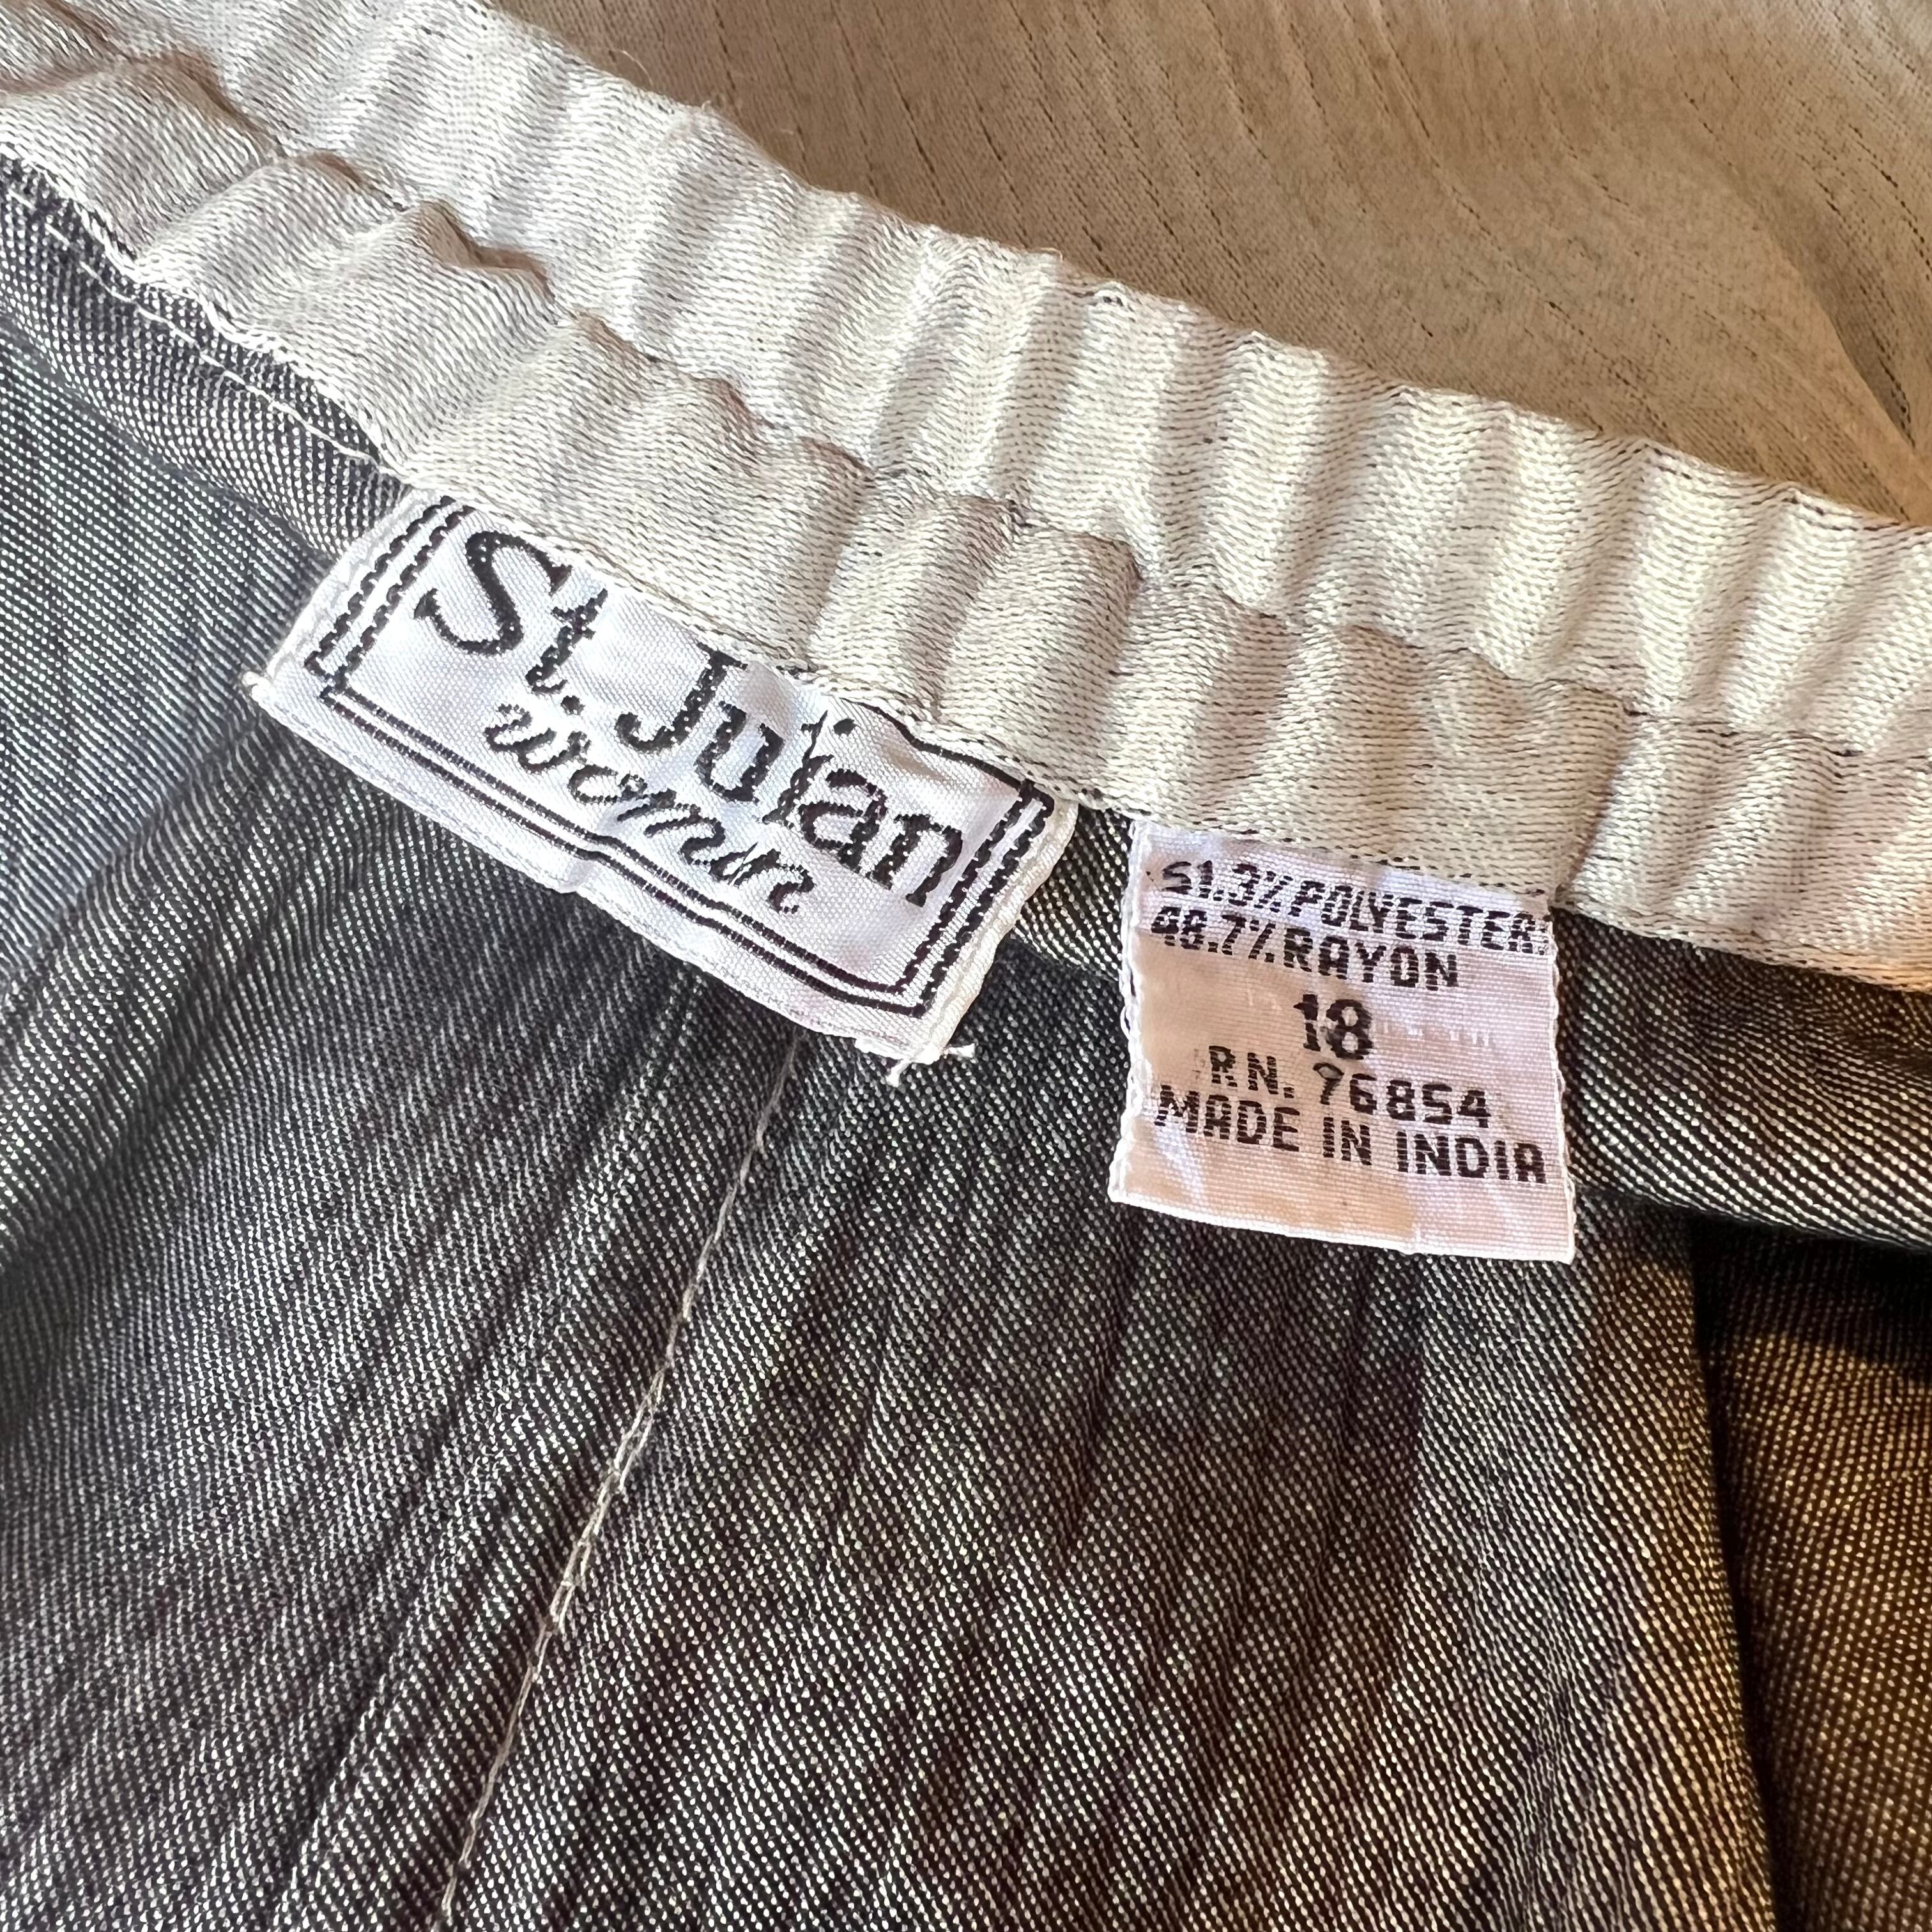 St. Julian
woman
51.3% POLYESTER
48.7% RAYON
18
R.N. 76854
MADE IN INDIA